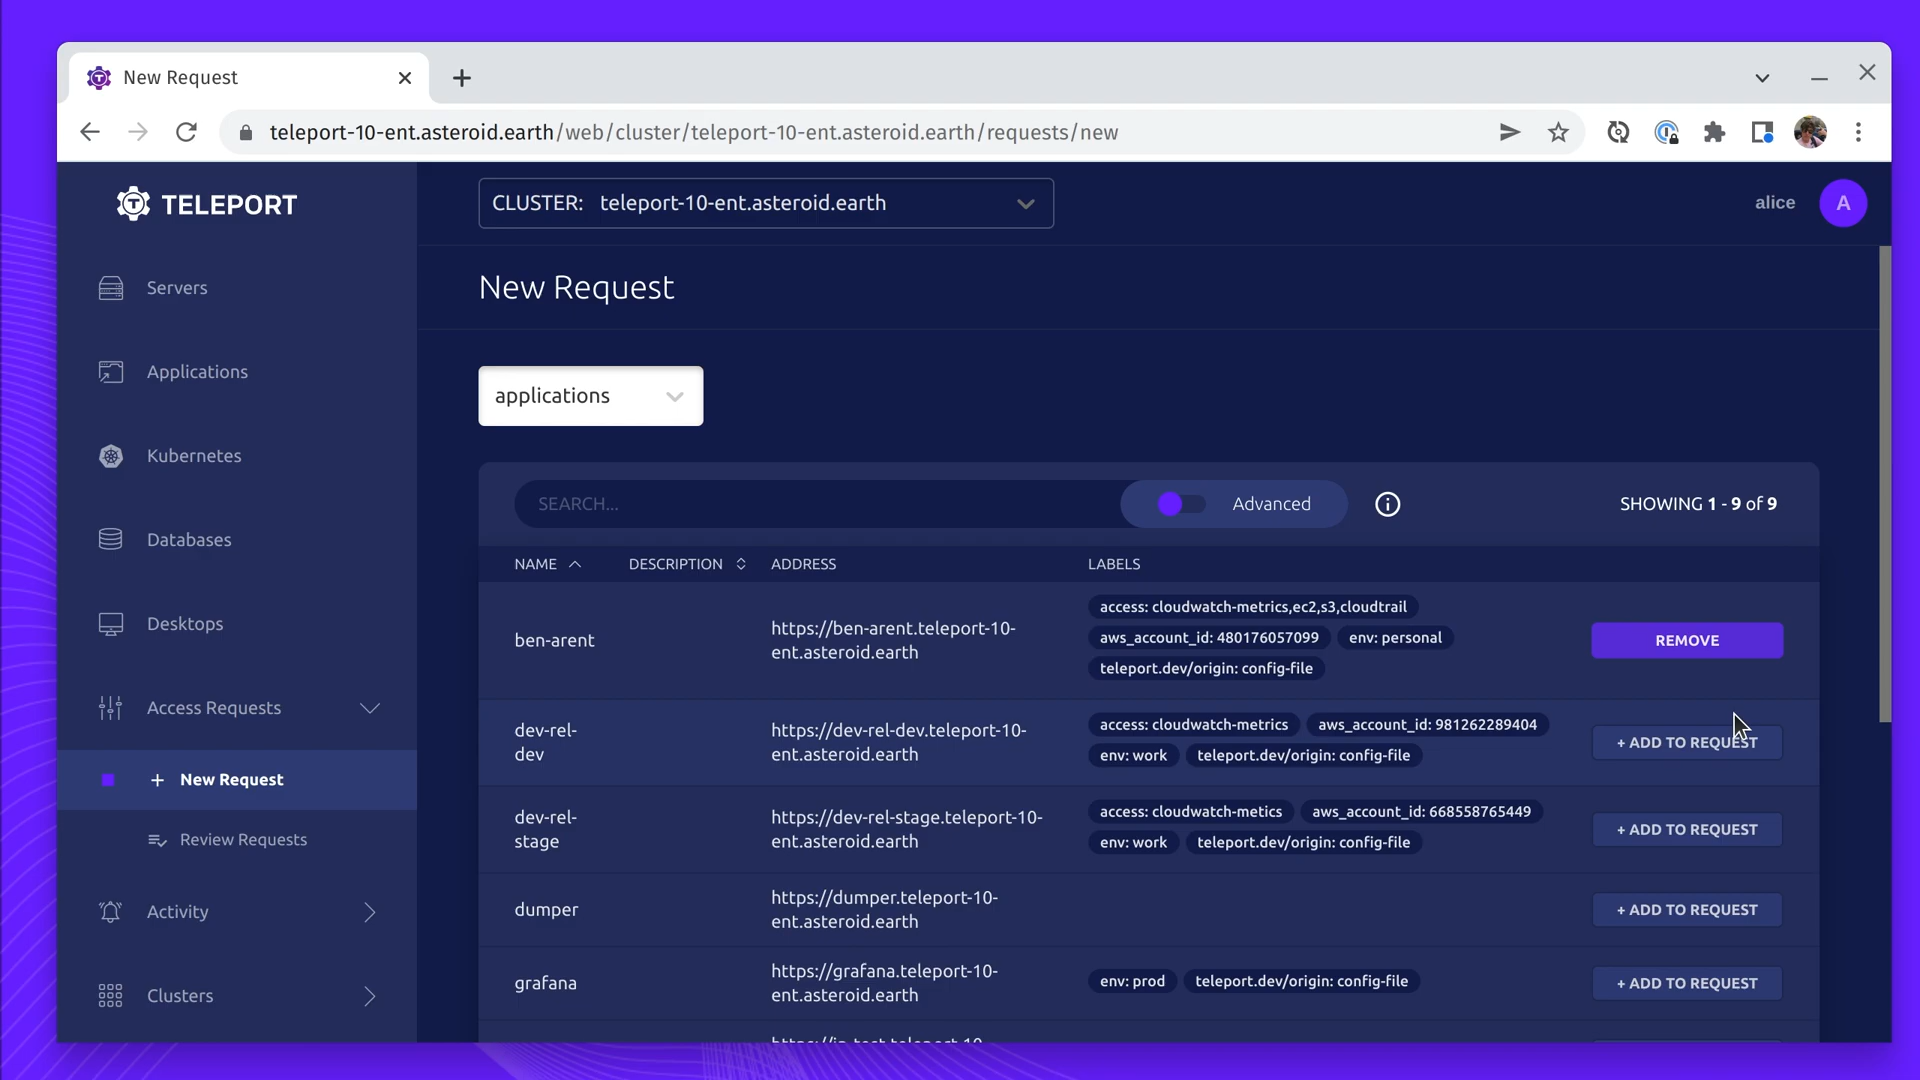 New Request
teleport-10-ent.asteroid.earth/web/cluster/teleport-10-ent.asteroid.earth/requests/new
TELEPORT
CLUSTER: teleport-10-ent.asteroid.earth
alice
A
Servers
Applications
Kubernetes
Databases
Desktops
Access Requests
+ New Request
Review Requests
Activity
Clusters
New Request
applications
SEARCH...
Advanced
SHOWING 1 - 9 of 9
NAME DESCRIPTION ADDRESS LABELS
ben-arent
https://ben-arent.teleport-10-
ent.asteroid.earth
access: cloudwatch-metrics,ec2,s3,cloudtrail
aws_account_id: 480176057099 env: personal
teleport.dev/origin: config-file
REMOVE
dev-rel-
dev
https://dev-rel-dev.teleport-10-
ent.asteroid.earth
access: cloudwatch-metrics aws_account_id: 981262289404
env: work teleport.dev/origin: config-file
+ ADD TO REQUEST
dev-rel-
stage
https://dev-rel-stage.teleport-10-
ent.asteroid.earth
access: cloudwatch-metics aws_account_id: 668558765449
env: work teleport.dev/origin: config-file
+ ADD TO REQUEST
dumper
https://dumper.teleport-10-
ent.asteroid.earth
+ ADD TO REQUEST
grafana
https://grafana.teleport-10-
ent.asteroid.earth
env: prod teleport.dev/origin: config-file
+ ADD TO REQUEST